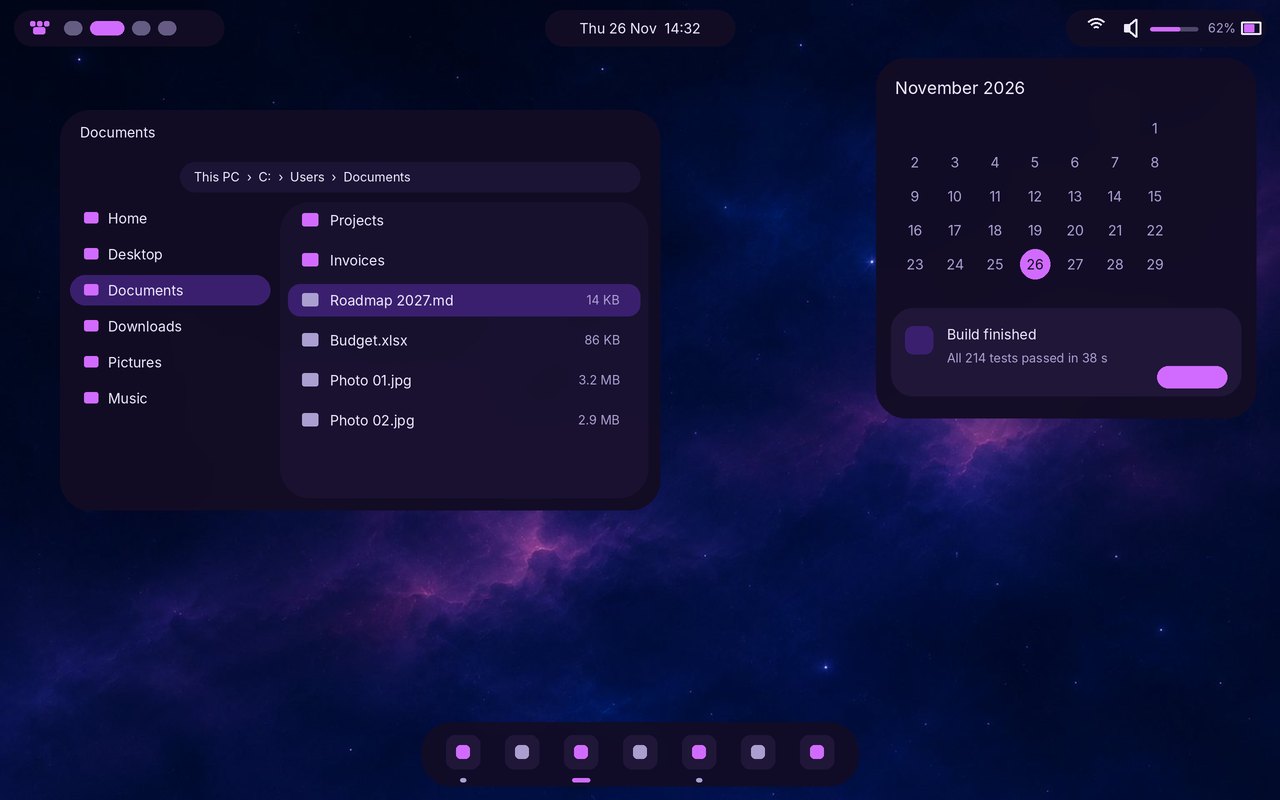 Thu 26 Nov 14:32
62%
Documents
This PC › C: › Users › Documents
Home
Desktop
Documents
Downloads
Pictures
Music
Projects
Invoices
Roadmap 2027.md 14 KB
Budget.xlsx 86 KB
Photo 01.jpg 3.2 MB
Photo 02.jpg 2.9 MB
November 2026
1
2 3 4 5 6 7 8
9 10 11 12 13 14 15
16 17 18 19 20 21 22
23 24 25 26 27 28 29
Build finished
All 214 tests passed in 38 s